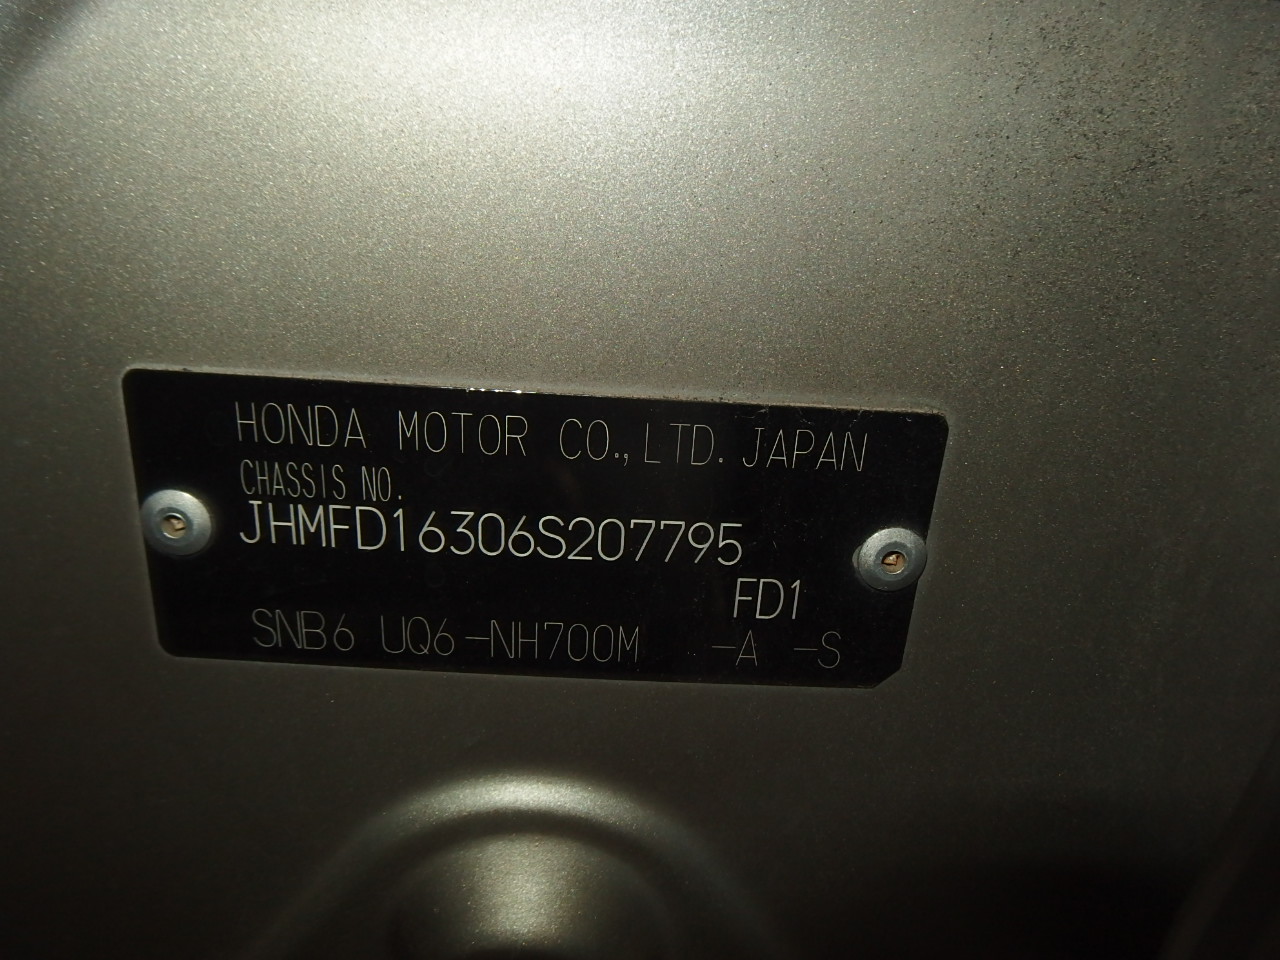 HONDA MOTOR CO.,LTD. JAPAN
CHASSIS NO.
JHMFD16306S207795
FD1
SNB6 UQ6-NH700M -A -S